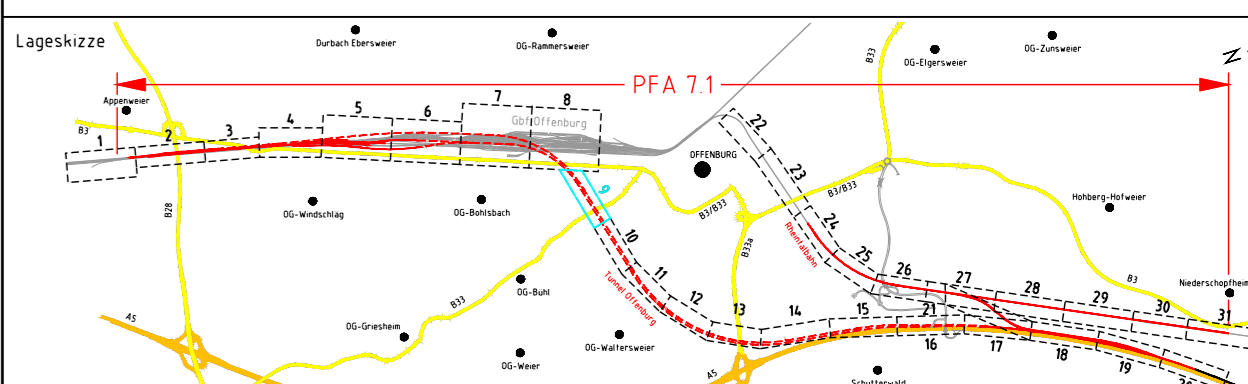 Lageskizze
Durbach Ebersweier
OG-Rammersweier
OG-Elgersweier
OG-Zunsweier
B33
N
PFA 7.1
Appenweier
B3
1
2
3
4
5
6
7
8
Gbf Offenburg
OFFENBURG
22
23
24
25
26
27
28
29
30
31
B3/B33
B3/B33
B33a
Hohberg-Hofweier
B3
Niederschopfheim
Rheintalbahn
B28
OG-Windschläg
OG-Bohlsbach
9
10
11
12
13
14
15
21
16
17
18
19
Tunnel Offenburg
OG-Bühl
B33
OG-Griesheim
OG-Weier
OG-Waltersweier
A5
A5
Schutterwald